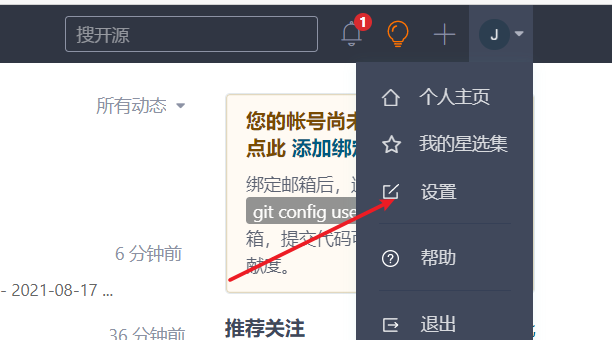 搜开源
1
J
所有动态
您的帐号尚未
点此 添加绑定
绑定邮箱后，
git config use
箱，提交代码可
献度。
6 分钟前
- 2021-08-17 ...
36 分钟前
推荐关注
个人主页
我的星选集
设置
帮助
退出